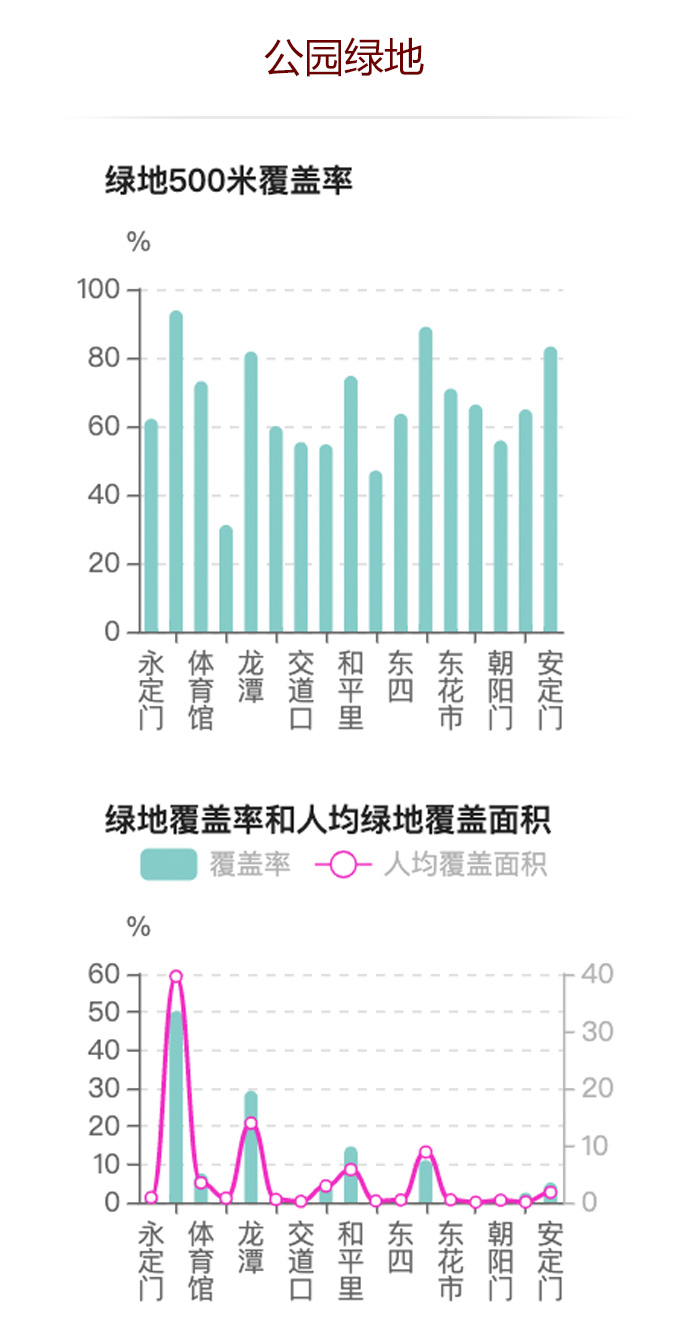 公园绿地
绿地500米覆盖率
%
100
80
60
40
20
0
永定门
体育馆
龙潭
交道口
和平里
东四
东花市
朝阳门
安定门
绿地覆盖率和人均绿地覆盖面积
覆盖率 人均覆盖面积
%
60 40
50
40 30
30 20
20
10 10
0 0
永定门
体育馆
龙潭
交道口
和平里
东四
东花市
朝阳门
安定门